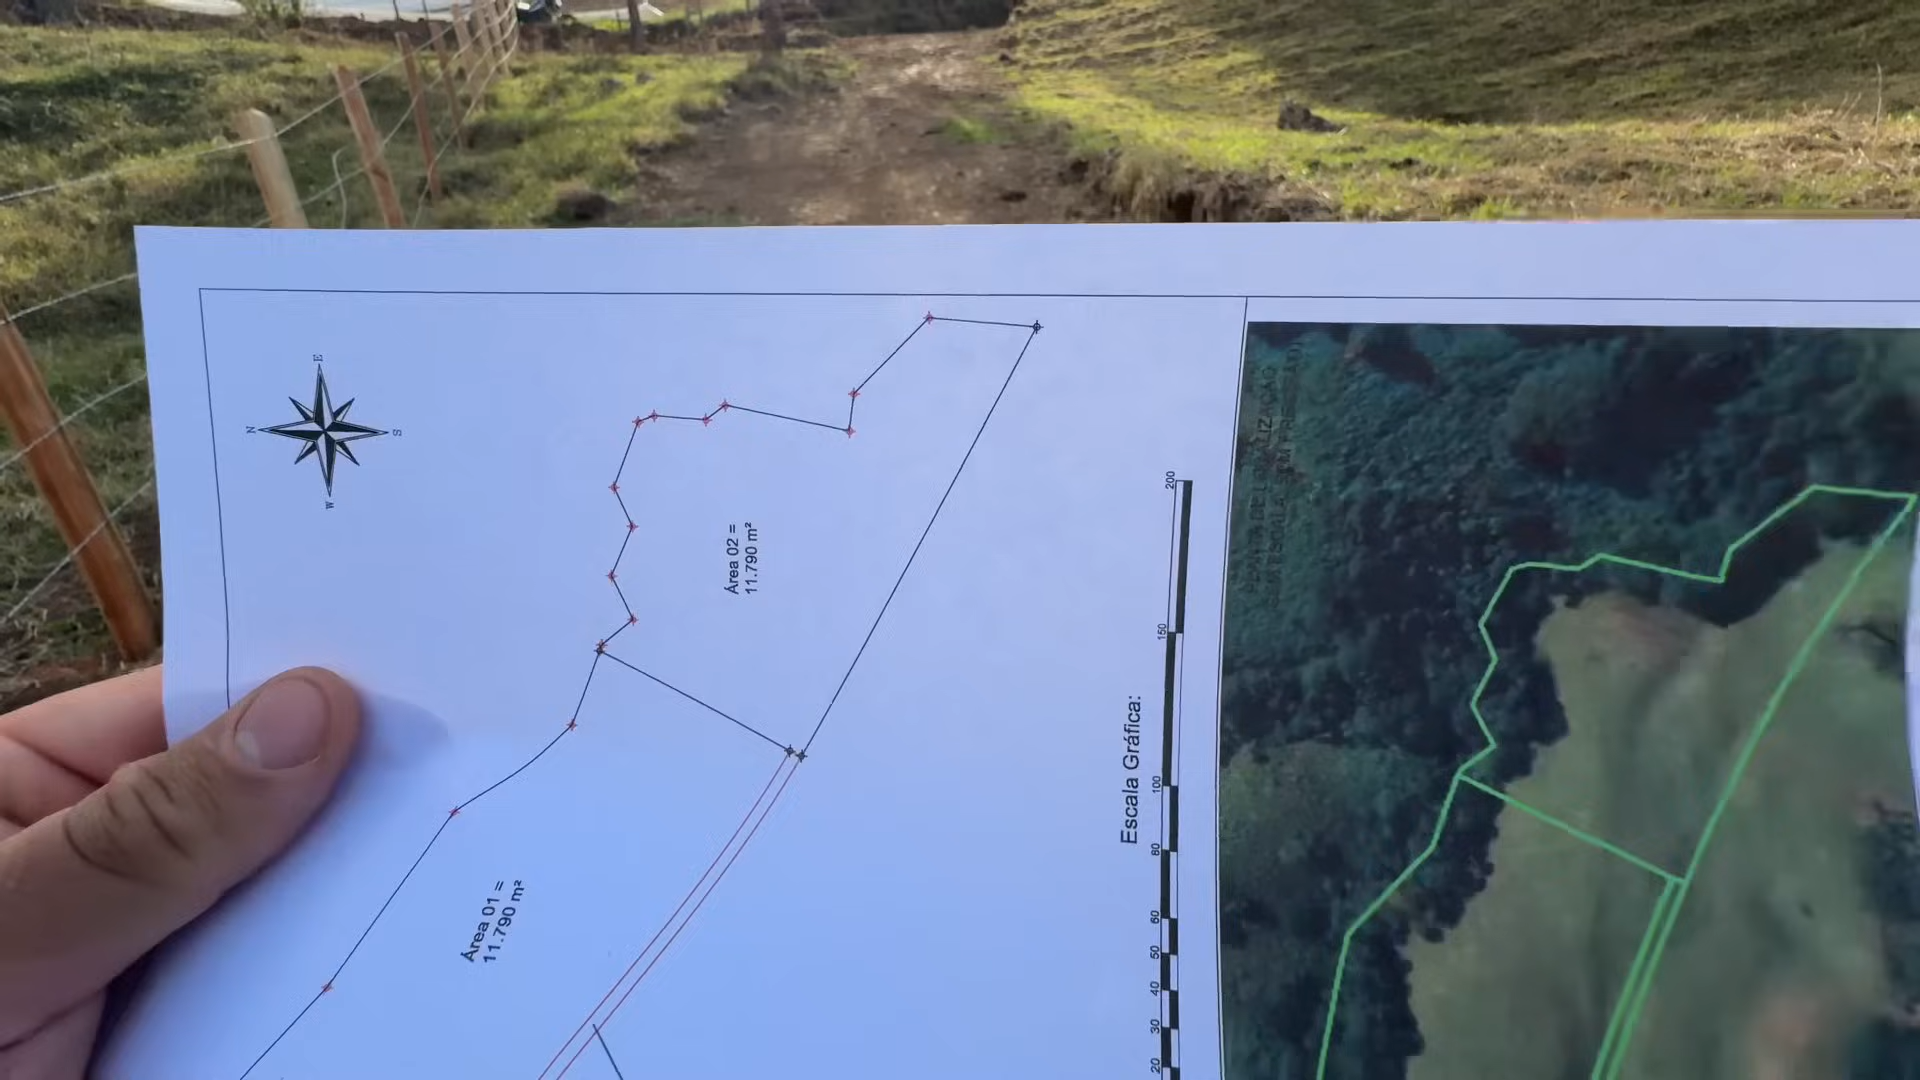 E
N
S
W
Área 02 =
11.790 m²
Área 01 =
11.790 m²
Escala Gráfica:
200
150
100
80
60
50
40
30
20